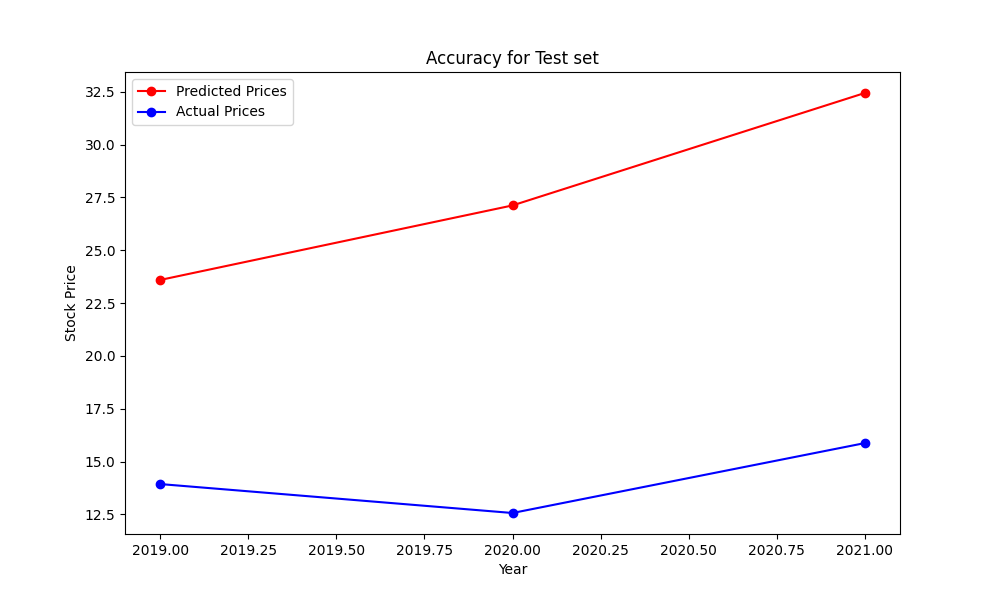 Accuracy for Test set
Predicted Prices
Actual Prices
32.5
30.0
27.5
25.0
22.5
20.0
17.5
15.0
12.5
Stock Price
2019.00 2019.25 2019.50 2019.75 2020.00 2020.25 2020.50 2020.75 2021.00
Year